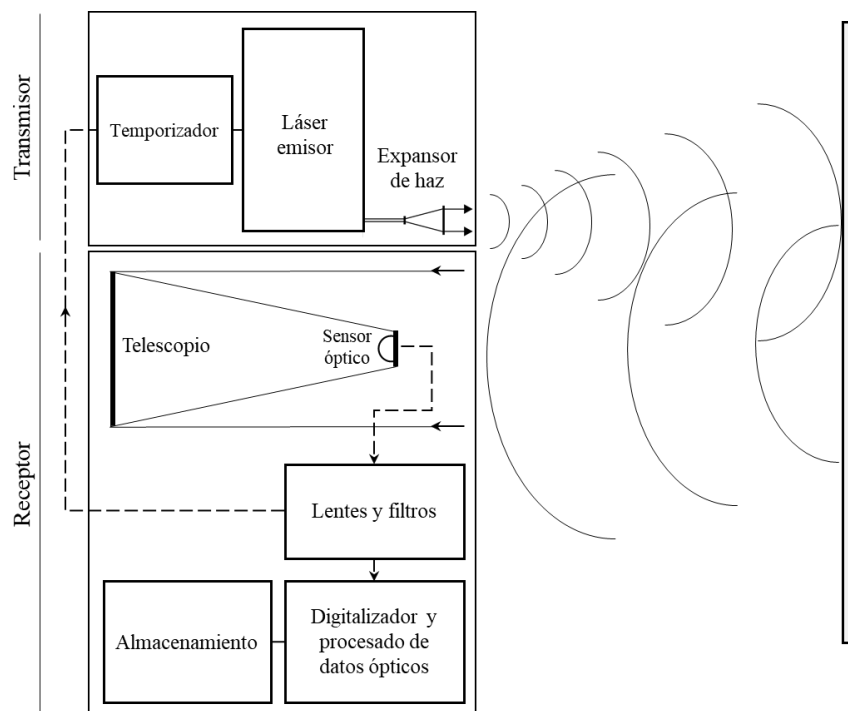 Transmisor
Temporizador
Láser
emisor
Expansor
de haz
Receptor
Telescopio
Sensor
óptico
Lentes y filtros
Almacenamiento
Digitalizador y
procesado de
datos ópticos